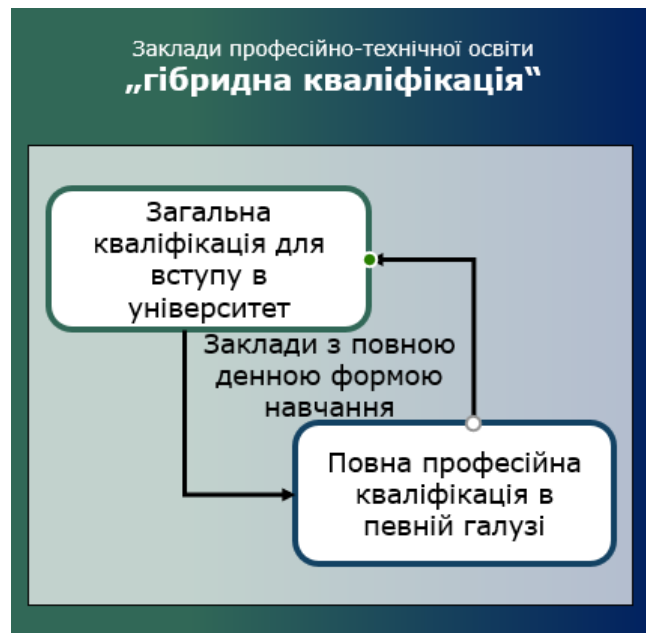 Заклади професійно-технічної освіти
„гібридна кваліфікація“
Загальна
кваліфікація для
вступу в
університет
Заклади з повною
денною формою
навчання
Повна професійна
кваліфікація в
певній галузі